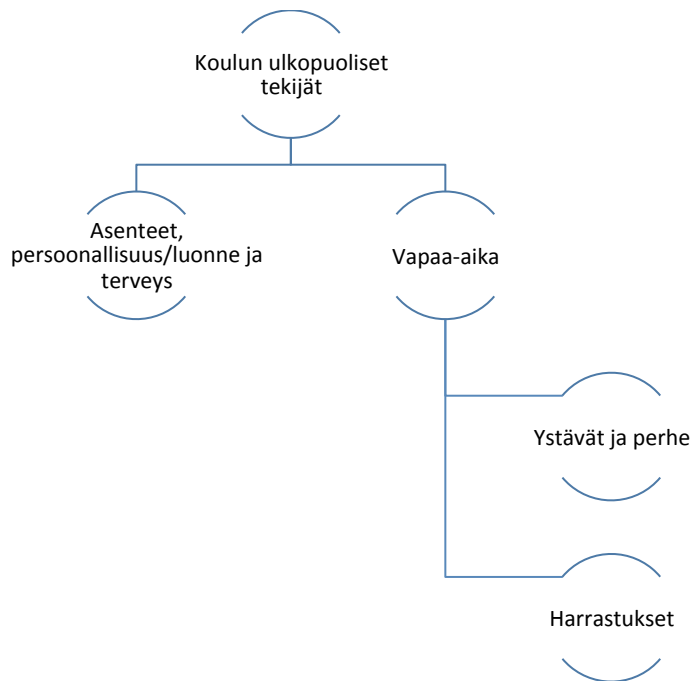 Koulun ulkopuoliset
tekijät
Asenteet,
persoonallisuus/luonne ja
terveys
Vapaa-aika
Ystävät ja perhe
Harrastukset